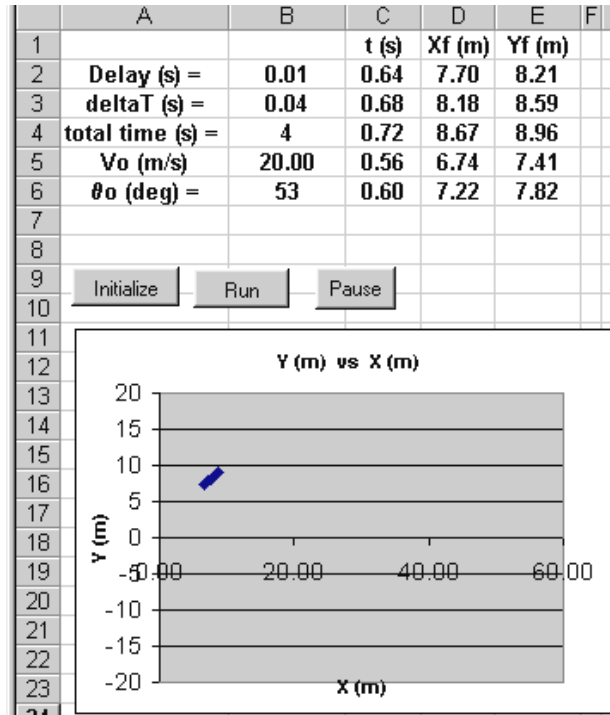 A B C D E F
1 t (s) Xf (m) Yf (m)
2 Delay (s) = 0.01 0.64 7.70 8.21
3 deltaT (s) = 0.04 0.68 8.18 8.59
4 total time (s) = 4 0.72 8.67 8.96
5 Vo (m/s) 20.00 0.56 6.74 7.41
6 θo (deg) = 53 0.60 7.22 7.82
7
8
9
Initialize Run Pause
10
11
12
Y (m) vs X (m)
13
20
14
15
15
10
16
5
17
18
0
Y (m)
19
-5
0.00 20.00 40.00 60.00
20
-10
21
-15
22
23
-20
X (m)
24